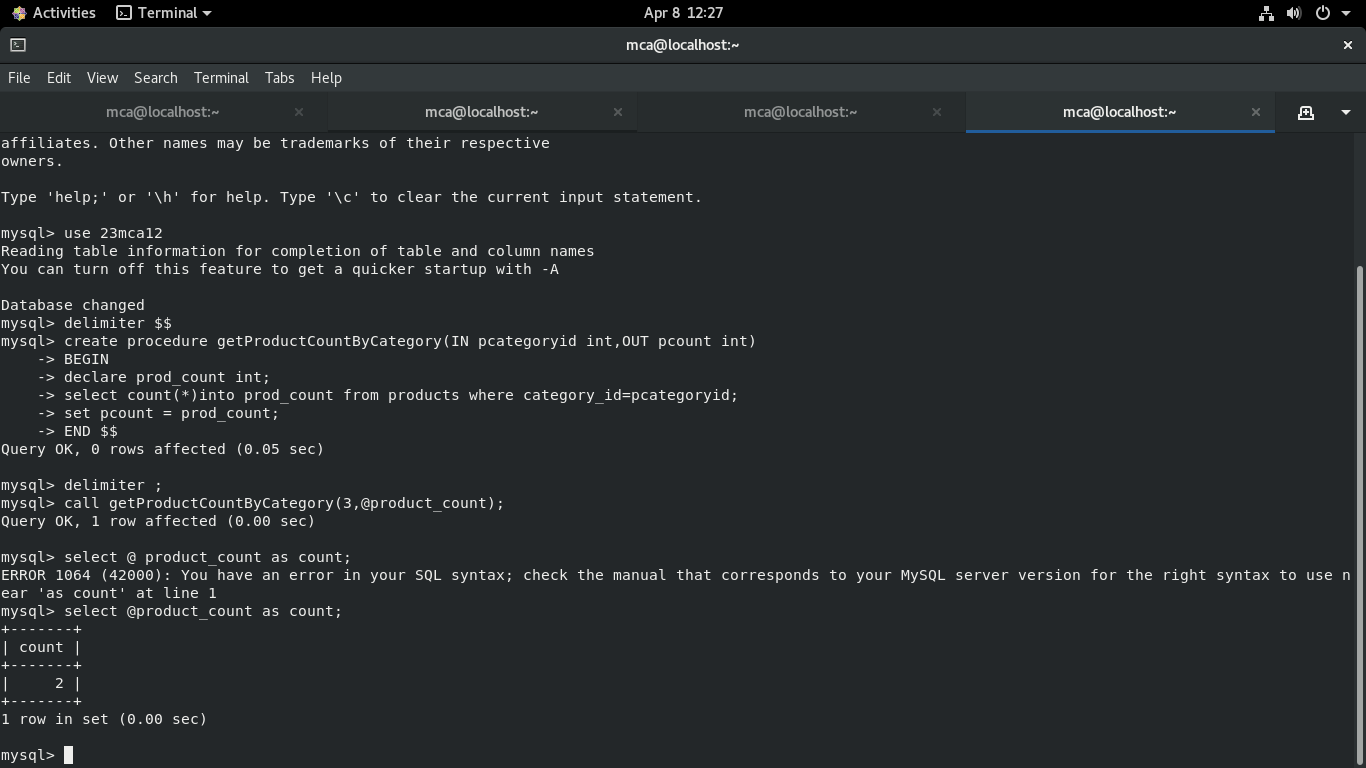 Activities Terminal Apr 8 12:27
mca@localhost:~
File Edit View Search Terminal Tabs Help
mca@localhost:~ mca@localhost:~ mca@localhost:~ mca@localhost:~
affiliates. Other names may be trademarks of their respective
owners.
Type 'help;' or '\h' for help. Type '\c' to clear the current input statement.
mysql> use 23mca12
Reading table information for completion of table and column names
You can turn off this feature to get a quicker startup with -A
Database changed
mysql> delimiter $$
mysql> create procedure getProductCountByCategory(IN pcategoryid int,OUT pcount int)
    -> BEGIN
    -> declare prod_count int;
    -> select count(*)into prod_count from products where category_id=pcategoryid;
    -> set pcount = prod_count;
    -> END $$
Query OK, 0 rows affected (0.05 sec)
mysql> delimiter ;
mysql> call getProductCountByCategory(3,@product_count);
Query OK, 1 row affected (0.00 sec)
mysql> select @ product_count as count;
ERROR 1064 (42000): You have an error in your SQL syntax; check the manual that corresponds to your MySQL server version for the right syntax to use n
ear 'as count' at line 1
mysql> select @product_count as count;
+-------+
| count |
+-------+
|     2 |
+-------+
1 row in set (0.00 sec)
mysql>